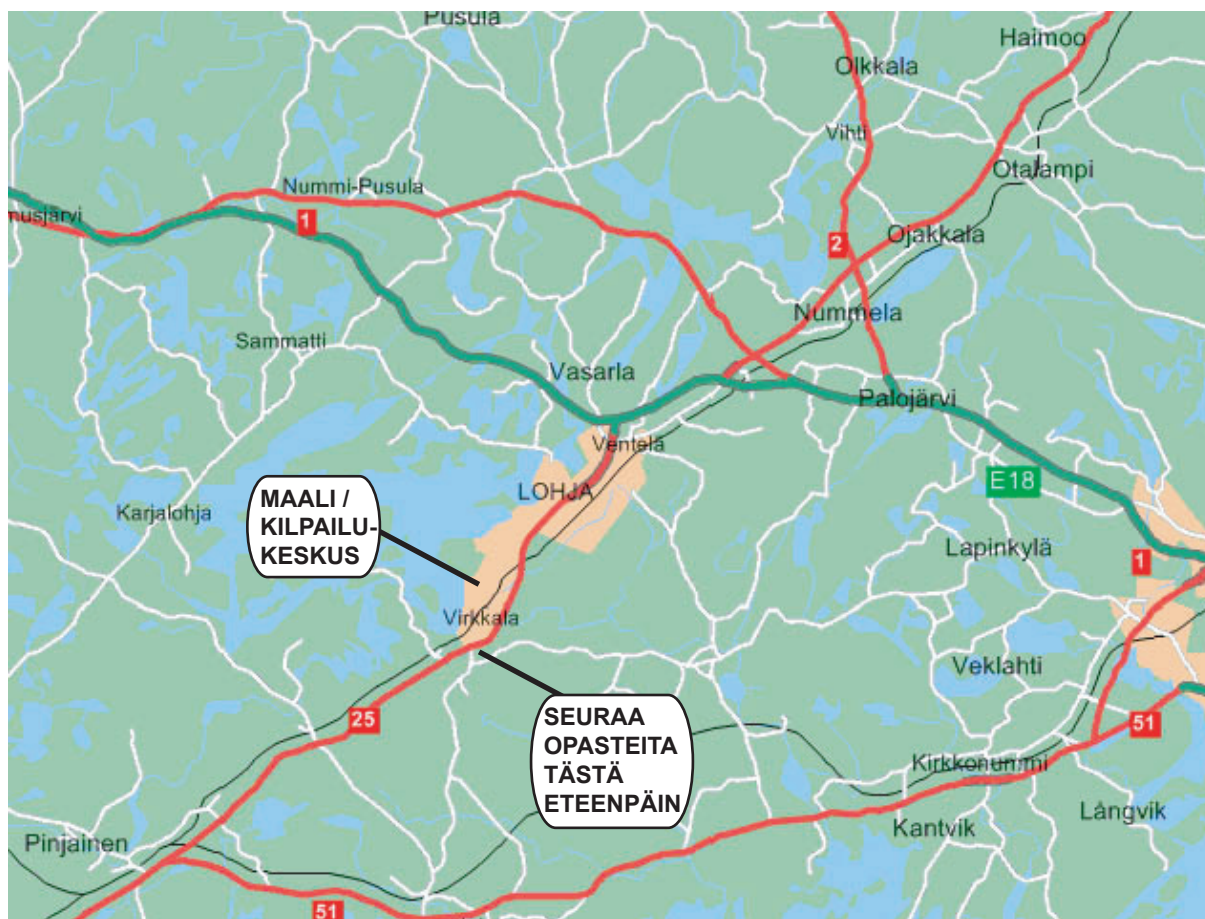 Pusula
Haimoo
Olkkala
Vihti
Otalampi
Nummi-Pusula
musjärvi
1
2
Ojakkala
Nummela
Sammatti
Vasarla
Palojärvi
Ventelä
E18
LOHJA
MAALI /
KILPAILU-
KESKUS
Karjalohja
Lapinkylä
1
Virkkala
Veklahti
25
SEURAA
OPASTEITA
TÄSTÄ
ETEENPÄIN
51
Kirkkonummi
Långvik
Kantvik
Pinjainen
51